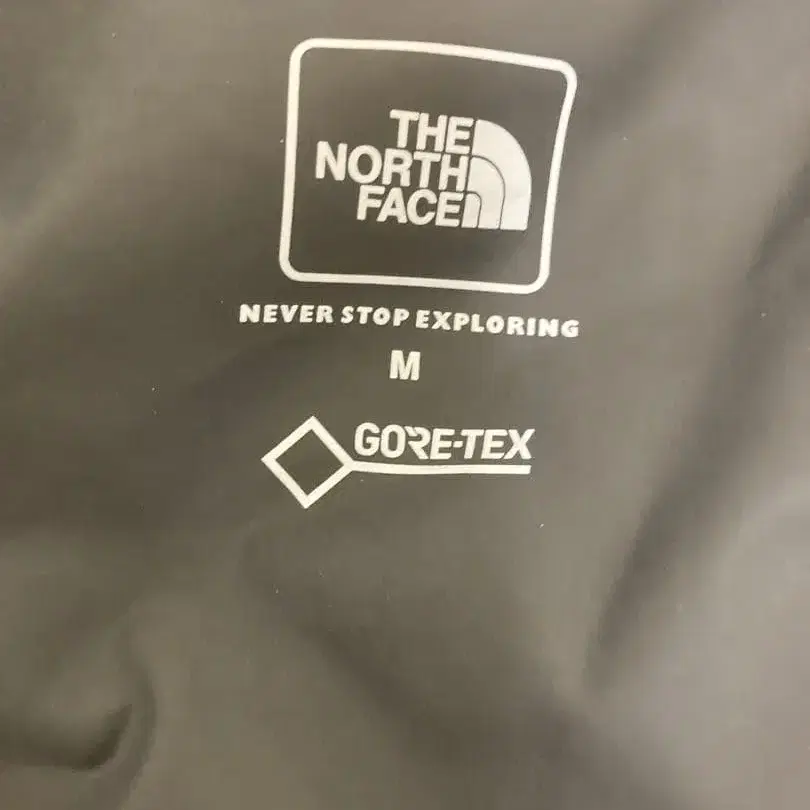 THE
NORTH
FACE
NEVER STOP EXPLORING
M
GORE-TEX